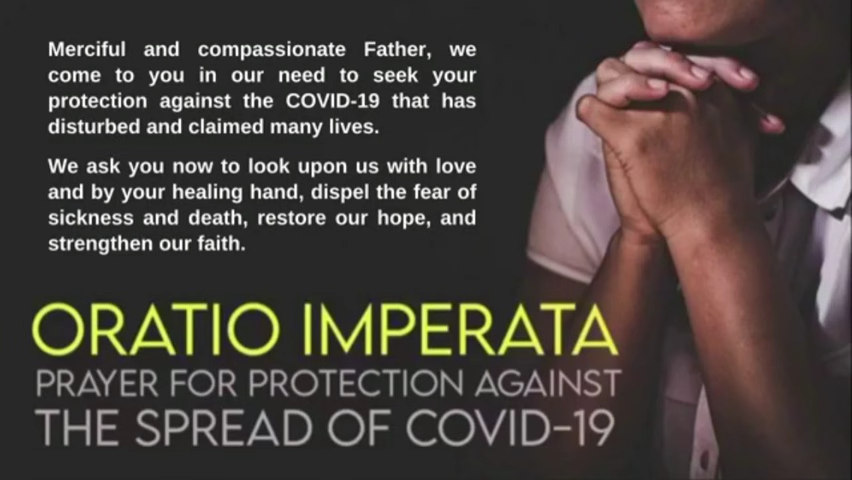 Merciful and compassionate Father, we
come to you in our need to seek your
protection against the COVID-19 that has
disturbed and claimed many lives.
We ask you now to look upon us with love
and by your healing hand, dispel the fear of
sickness and death, restore our hope, and
strengthen our faith.
ORATIO IMPERATA
PRAYER FOR PROTECTION AGAINST
THE SPREAD OF COVID-19